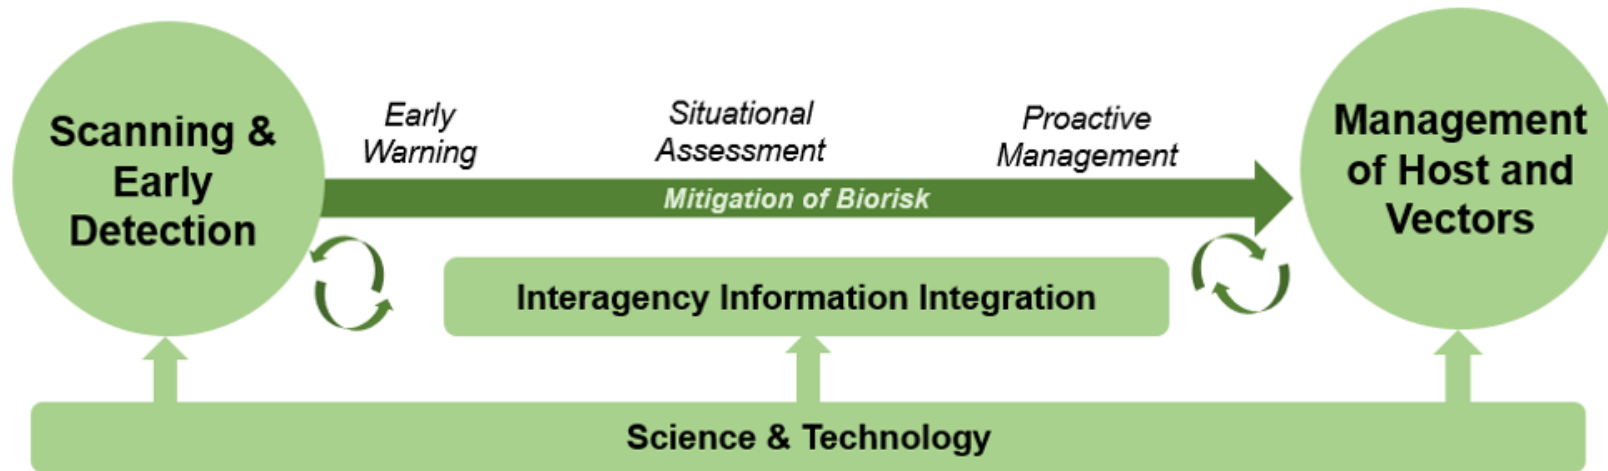 Scanning &
Early
Detection
Early
Warning
Situational
Assessment
Proactive
Management
Mitigation of Biorisk
Management
of Host and
Vectors
Interagency Information Integration
Science & Technology